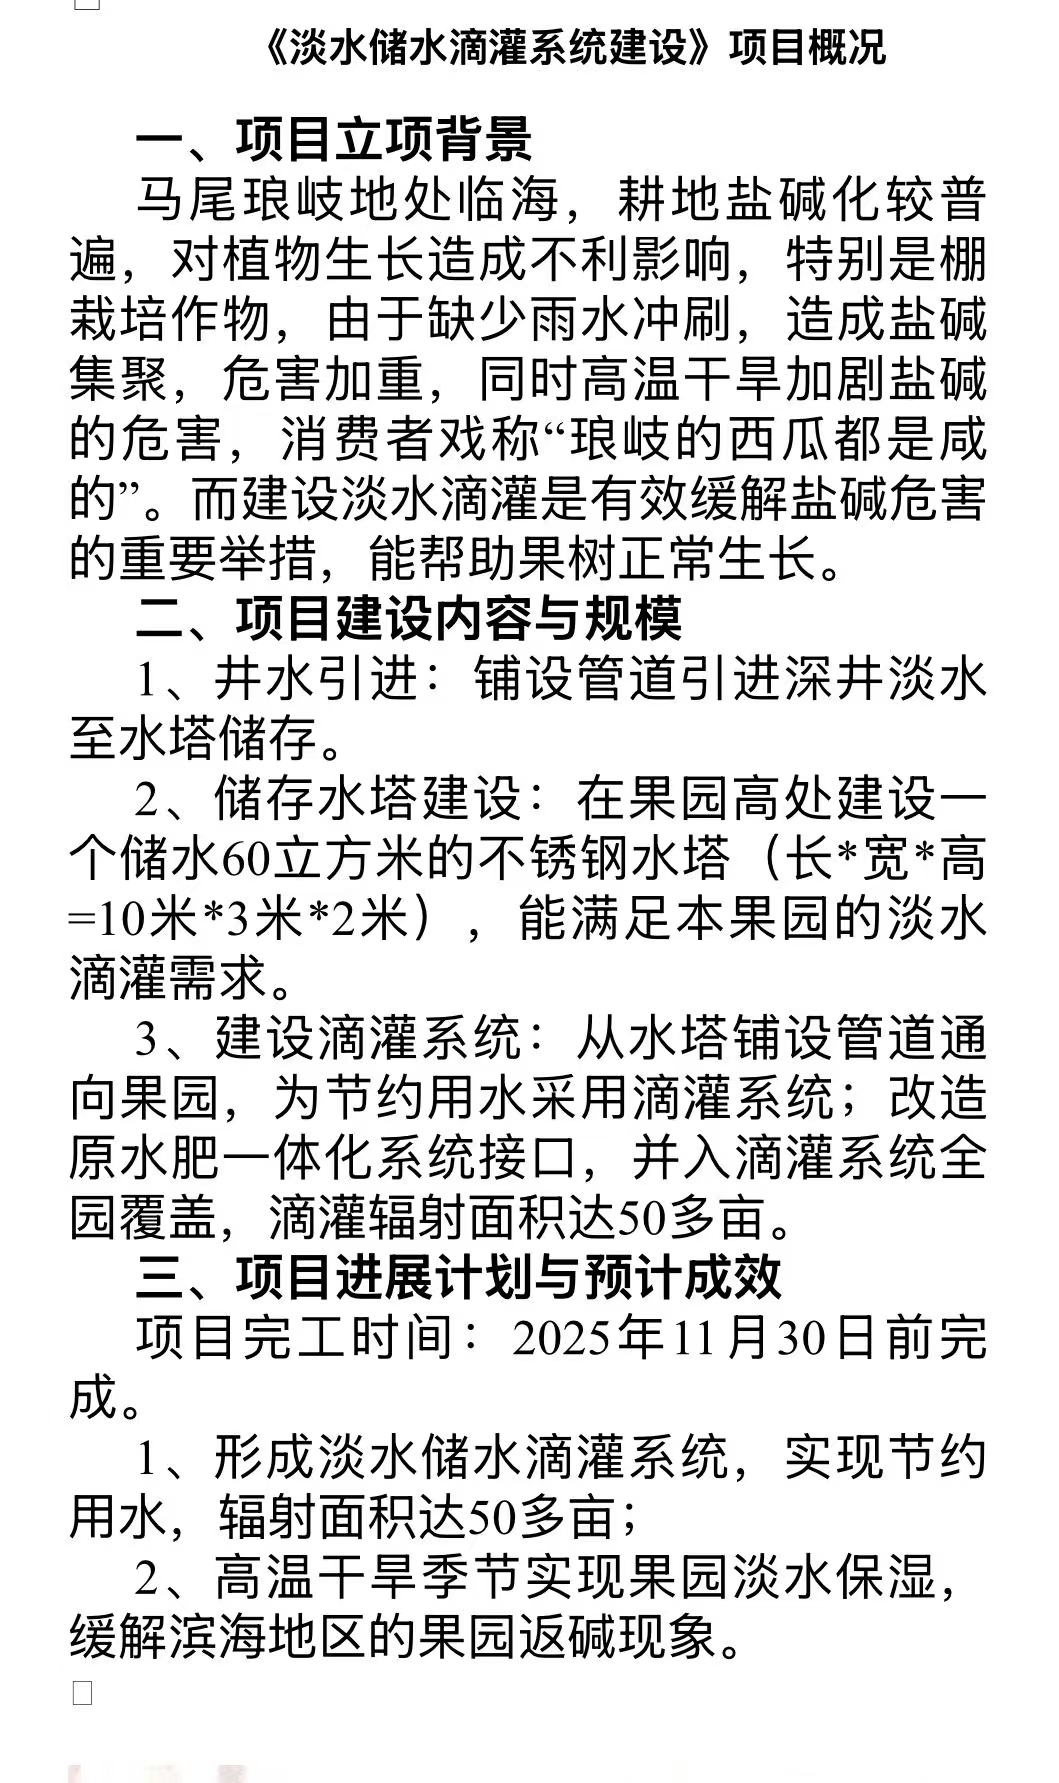 《淡水储水滴灌系统建设》项目概况
一、项目立项背景
马尾琅岐地处临海，耕地盐碱化较普
遍，对植物生长造成不利影响，特别是棚
栽培作物，由于缺少雨水冲刷，造成盐碱
集聚，危害加重，同时高温干旱加剧盐碱
的危害，消费者戏称“琅岐的西瓜都是咸
的”。而建设淡水滴灌是有效缓解盐碱危害
的重要举措，能帮助果树正常生长。
二、项目建设内容与规模
1、井水引进：铺设管道引进深井淡水
至水塔储存。
2、储存水塔建设：在果园高处建设一
个储水60立方米的不锈钢水塔（长*宽*高
=10米*3米*2米），能满足本果园的淡水
滴灌需求。
3、建设滴灌系统：从水塔铺设管道通
向果园，为节约用水采用滴灌系统；改造
原水肥一体化系统接口，并入滴灌系统全
园覆盖，滴灌辐射面积达50多亩。
三、项目进展计划与预计成效
项目完工时间：2025年11月30日前完
成。
1、形成淡水储水滴灌系统，实现节约
用水，辐射面积达50多亩；
2、高温干旱季节实现果园淡水保湿，
缓解滨海地区的果园返碱现象。